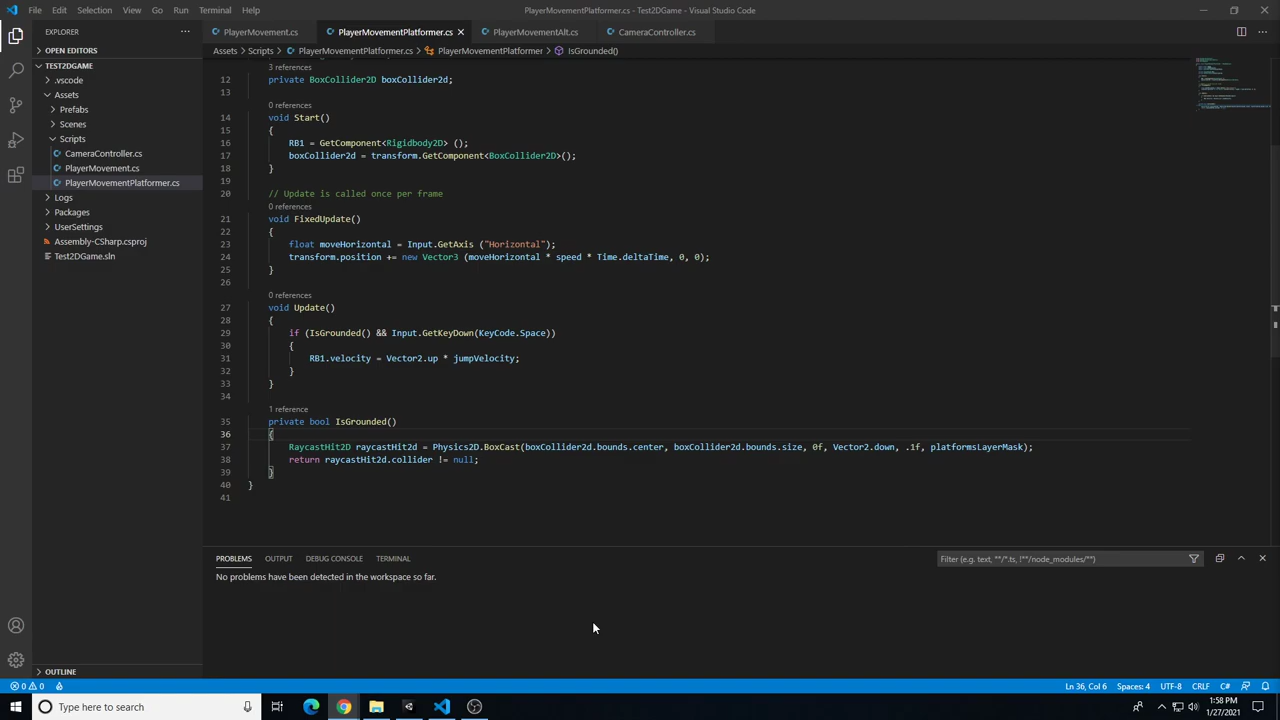 File Edit Selection View Go Run Terminal Help
PlayerMovementPlatformer.cs - Test2DGame - Visual Studio Code
EXPLORER
PlayerMovement.cs
PlayerMovementPlatformer.cs
PlayerMovementAlt.cs
CameraController.cs
Assets > Scripts > PlayerMovementPlatformer.cs > PlayerMovementPlatformer > IsGrounded()
OPEN EDITORS
TEST2DGAME
.vscode
Assets
Prefabs
Scenes
Scripts
CameraController.cs
PlayerMovement.cs
PlayerMovementPlatformer.cs
Logs
Packages
UserSettings
Assembly-CSharp.csproj
Test2DGame.sln
OUTLINE
3 references
12 private BoxCollider2D boxCollider2d;
13
0 references
14 void Start()
15 {
16 RB1 = GetComponent<Rigidbody2D> ();
17 boxCollider2d = transform.GetComponent<BoxCollider2D>();
18 }
19
20 // Update is called once per frame
0 references
21 void FixedUpdate()
22 {
23 float moveHorizontal = Input.GetAxis ("Horizontal");
24 transform.position += new Vector3 (moveHorizontal * speed * Time.deltaTime, 0, 0);
25 }
26
0 references
27 void Update()
28 {
29 if (IsGrounded() && Input.GetKeyDown(KeyCode.Space))
30 {
31 RB1.velocity = Vector2.up * jumpVelocity;
32 }
33 }
34
1 reference
35 private bool IsGrounded()
36 {
37 RaycastHit2D raycastHit2d = Physics2D.BoxCast(boxCollider2d.bounds.center, boxCollider2d.bounds.size, 0f, Vector2.down, .1f, platformsLayerMask);
38 return raycastHit2d.collider != null;
39 }
40 }
41
PROBLEMS OUTPUT DEBUG CONSOLE TERMINAL
Filter (e.g. text, **/*.ts, !**/node_modules/**)
No problems have been detected in the workspace so far.
0 0
Ln 36, Col 6 Spaces: 4 UTF-8 CRLF C#
Type here to search
1:58 PM
1/27/2021